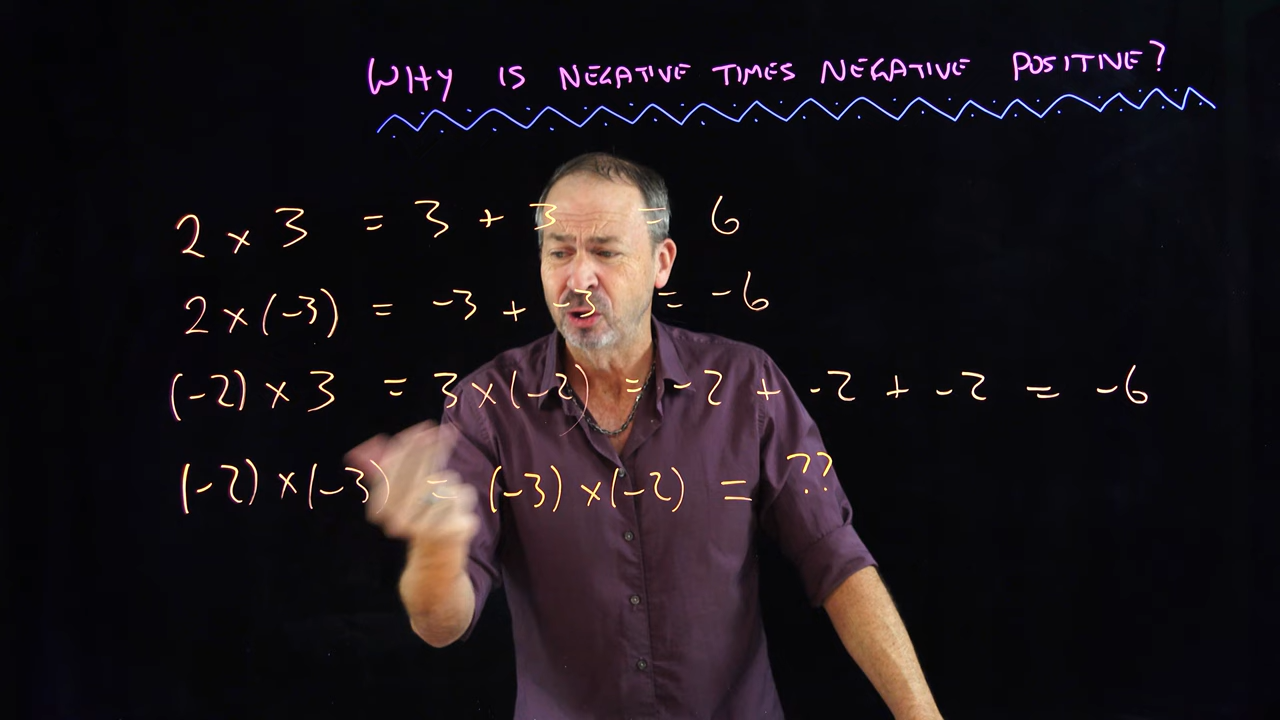 WHY IS NEGATIVE TIMES NEGATIVE POSITIVE?
2 × 3 = 3 + 3 = 6
2 × (-3) = -3 + -3 = -6
(-2) × 3 = 3 × (-2) = -2 + -2 + -2 = -6
(-2) × (-3) = (-3) × (-2) = ??